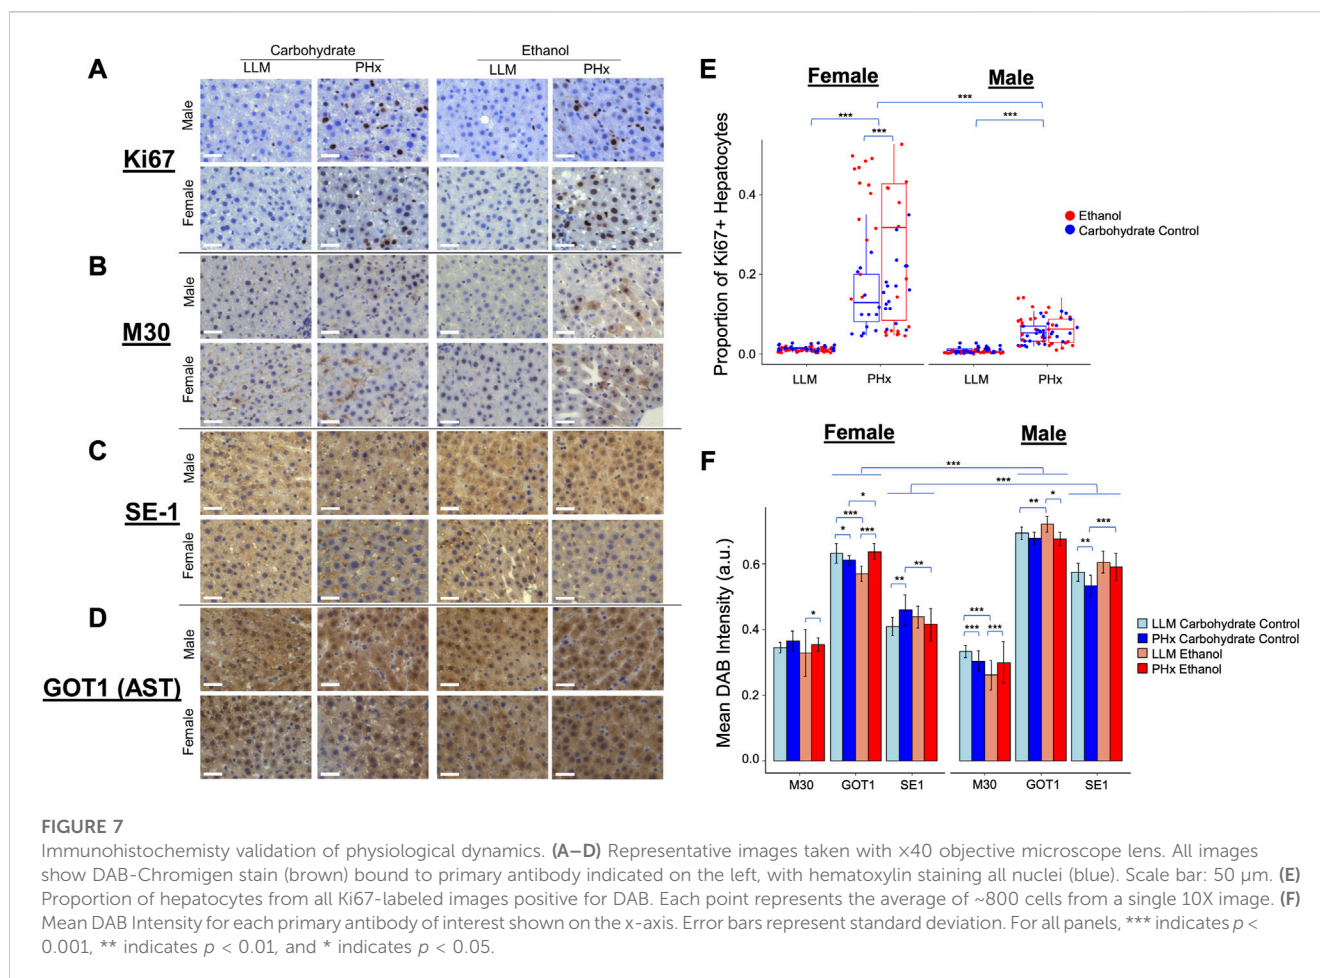 Carbohydrate
Ethanol
LLM
PHx
LLM
PHx
A
Ki67
Male
Female
B
M30
Male
Female
C
SE-1
Male
Female
D
GOT1 (AST)
Male
Female
E
Female
Male
***
***
***
***
Proportion of Ki67+ Hepatocytes
0.4
0.2
0.0
LLM
PHx
LLM
PHx
Ethanol
Carbohydrate Control
F
Female
Male
***
***
*
***
*
***
**
**
*
**
*
***
**
***
***
***
Mean DAB Intensity (a.u.)
0.6
0.4
0.2
0.0
M30
GOT1
SE1
M30
GOT1
SE1
LLM Carbohydrate Control
PHx Carbohydrate Control
LLM Ethanol
PHx Ethanol
FIGURE 7
Immunohistochemisty validation of physiological dynamics. (A–D) Representative images taken with ×40 objective microscope lens. All images
show DAB-Chromigen stain (brown) bound to primary antibody indicated on the left, with hematoxylin staining all nuclei (blue). Scale bar: 50 µm. (E)
Proportion of hepatocytes from all Ki67-labeled images positive for DAB. Each point represents the average of ~800 cells from a single 10X image. (F)
Mean DAB Intensity for each primary antibody of interest shown on the x-axis. Error bars represent standard deviation. For all panels, *** indicates p <
0.001, ** indicates p < 0.01, and * indicates p < 0.05.